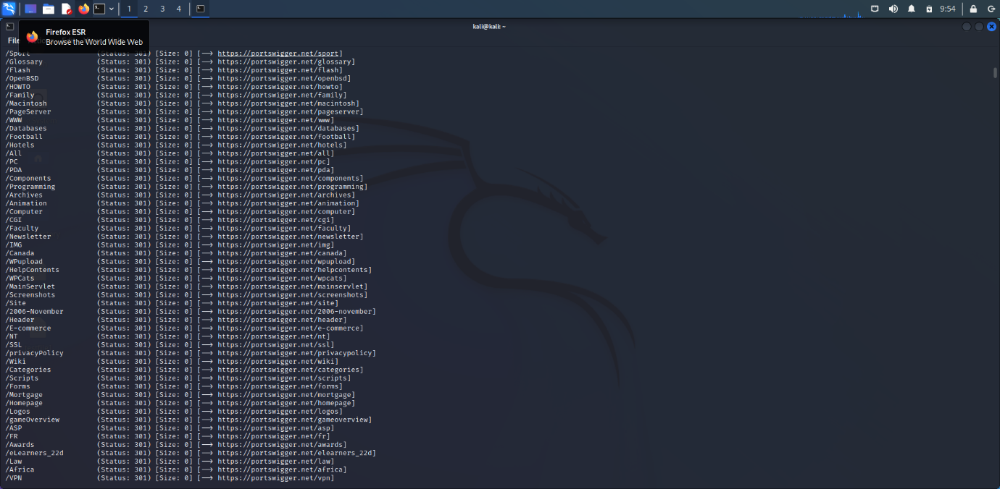 1 2 3 4 9:54
kali@kali: ~
Firefox ESR
File
Browse the World Wide Web
/Sport (Status: 301) [Size: 0] [→ https://portswigger.net/sport]
/Glossary (Status: 301) [Size: 0] [→ https://portswigger.net/glossary]
/Flash (Status: 301) [Size: 0] [→ https://portswigger.net/flash]
/OpenBSD (Status: 301) [Size: 0] [→ https://portswigger.net/openbsd]
/HOWTO (Status: 301) [Size: 0] [→ https://portswigger.net/howto]
/Family (Status: 301) [Size: 0] [→ https://portswigger.net/family]
/Macintosh (Status: 301) [Size: 0] [→ https://portswigger.net/macintosh]
/PageServer (Status: 301) [Size: 0] [→ https://portswigger.net/pageserver]
/WWW (Status: 301) [Size: 0] [→ https://portswigger.net/www]
/Databases (Status: 301) [Size: 0] [→ https://portswigger.net/databases]
/Football (Status: 301) [Size: 0] [→ https://portswigger.net/football]
/Hotels (Status: 301) [Size: 0] [→ https://portswigger.net/hotels]
/All (Status: 301) [Size: 0] [→ https://portswigger.net/all]
/PC (Status: 301) [Size: 0] [→ https://portswigger.net/pc]
/PDA (Status: 301) [Size: 0] [→ https://portswigger.net/pda]
/Components (Status: 301) [Size: 0] [→ https://portswigger.net/components]
/Programming (Status: 301) [Size: 0] [→ https://portswigger.net/programming]
/Archives (Status: 301) [Size: 0] [→ https://portswigger.net/archives]
/Animation (Status: 301) [Size: 0] [→ https://portswigger.net/animation]
/Computer (Status: 301) [Size: 0] [→ https://portswigger.net/computer]
/CGI (Status: 301) [Size: 0] [→ https://portswigger.net/cgi]
/Faculty (Status: 301) [Size: 0] [→ https://portswigger.net/faculty]
/Newsletter (Status: 301) [Size: 0] [→ https://portswigger.net/newsletter]
/IMG (Status: 301) [Size: 0] [→ https://portswigger.net/img]
/Canada (Status: 301) [Size: 0] [→ https://portswigger.net/canada]
/WPupload (Status: 301) [Size: 0] [→ https://portswigger.net/wpupload]
/HelpContents (Status: 301) [Size: 0] [→ https://portswigger.net/helpcontents]
/WPCats (Status: 301) [Size: 0] [→ https://portswigger.net/wpcats]
/MainServlet (Status: 301) [Size: 0] [→ https://portswigger.net/mainservlet]
/Screenshots (Status: 301) [Size: 0] [→ https://portswigger.net/screenshots]
/Site (Status: 301) [Size: 0] [→ https://portswigger.net/site]
/2006-November (Status: 301) [Size: 0] [→ https://portswigger.net/2006-november]
/Header (Status: 301) [Size: 0] [→ https://portswigger.net/header]
/E-commerce (Status: 301) [Size: 0] [→ https://portswigger.net/e-commerce]
/NT (Status: 301) [Size: 0] [→ https://portswigger.net/nt]
/SSL (Status: 301) [Size: 0] [→ https://portswigger.net/ssl]
/privacyPolicy (Status: 301) [Size: 0] [→ https://portswigger.net/privacypolicy]
/Wiki (Status: 301) [Size: 0] [→ https://portswigger.net/wiki]
/Categories (Status: 301) [Size: 0] [→ https://portswigger.net/categories]
/Scripts (Status: 301) [Size: 0] [→ https://portswigger.net/scripts]
/Forms (Status: 301) [Size: 0] [→ https://portswigger.net/forms]
/Mortgage (Status: 301) [Size: 0] [→ https://portswigger.net/mortgage]
/Homepage (Status: 301) [Size: 0] [→ https://portswigger.net/homepage]
/Logos (Status: 301) [Size: 0] [→ https://portswigger.net/logos]
/gameOverview (Status: 301) [Size: 0] [→ https://portswigger.net/gameoverview]
/ASP (Status: 301) [Size: 0] [→ https://portswigger.net/asp]
/FR (Status: 301) [Size: 0] [→ https://portswigger.net/fr]
/Awards (Status: 301) [Size: 0] [→ https://portswigger.net/awards]
/eLearners_22d (Status: 301) [Size: 0] [→ https://portswigger.net/elearners_22d]
/Law (Status: 301) [Size: 0] [→ https://portswigger.net/law]
/Africa (Status: 301) [Size: 0] [→ https://portswigger.net/africa]
/VPN (Status: 301) [Size: 0] [→ https://portswigger.net/vpn]